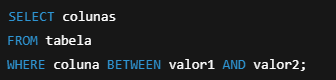 SELECT colunas
FROM tabela
WHERE coluna BETWEEN valor1 AND valor2;